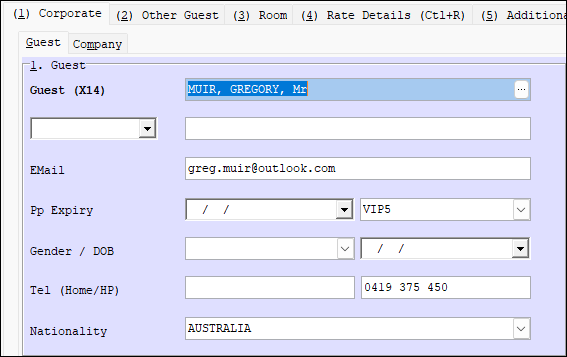 (1) Corporate (2) Other Guest (3) Room (4) Rate Details (Ctl+R) (5) Additiona
Guest Company
1. Guest
Guest (X14) MUIR, GREGORY, Mr ...
EMail greg.muir@outlook.com
Pp Expiry / / VIP5
Gender / DOB / /
Tel (Home/HP) 0419 375 450
Nationality AUSTRALIA